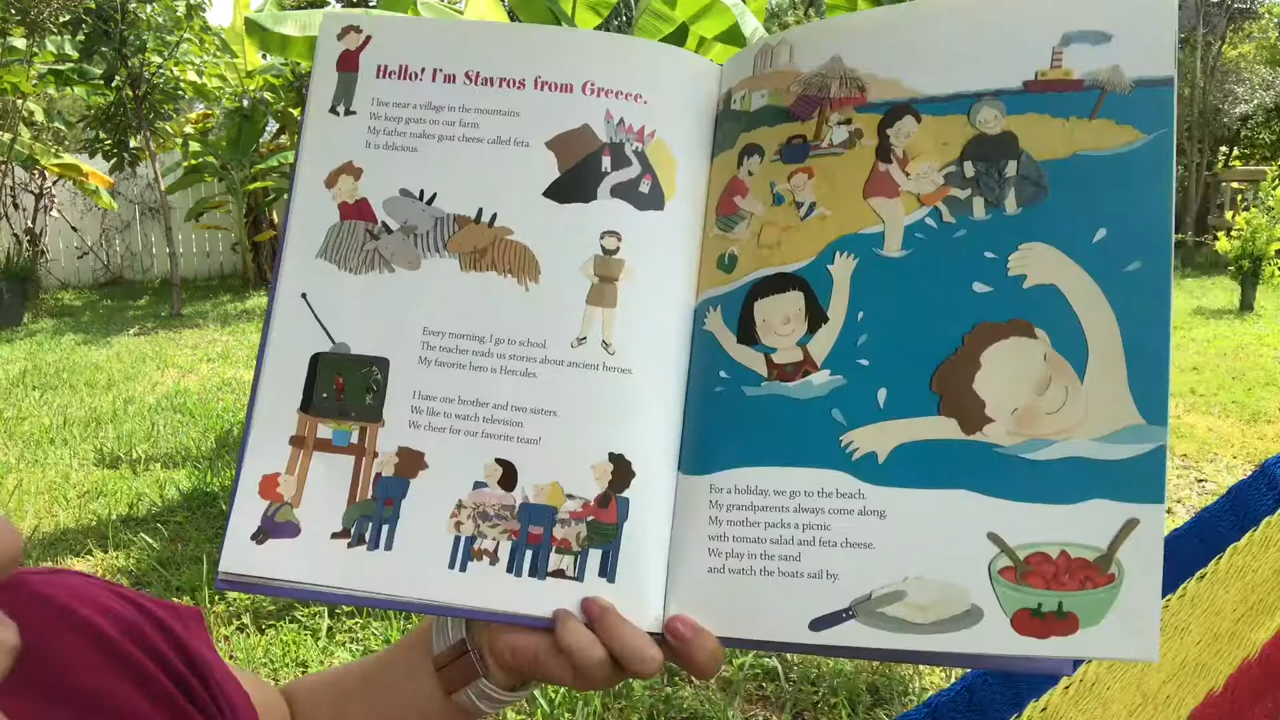 Hello! I'm Stavros from Greece.
I live near a village in the mountains.
We keep goats on our farm.
My father makes goat cheese called feta.
It is delicious.
Every morning, I go to school.
The teacher reads us stories about ancient heroes.
My favorite hero is Hercules.
I have one brother and two sisters.
We like to watch television.
We cheer for our favorite team!
For a holiday, we go to the beach.
My grandparents always come along.
My mother packs a picnic
with tomato salad and feta cheese.
We play in the sand
and watch the boats sail by.